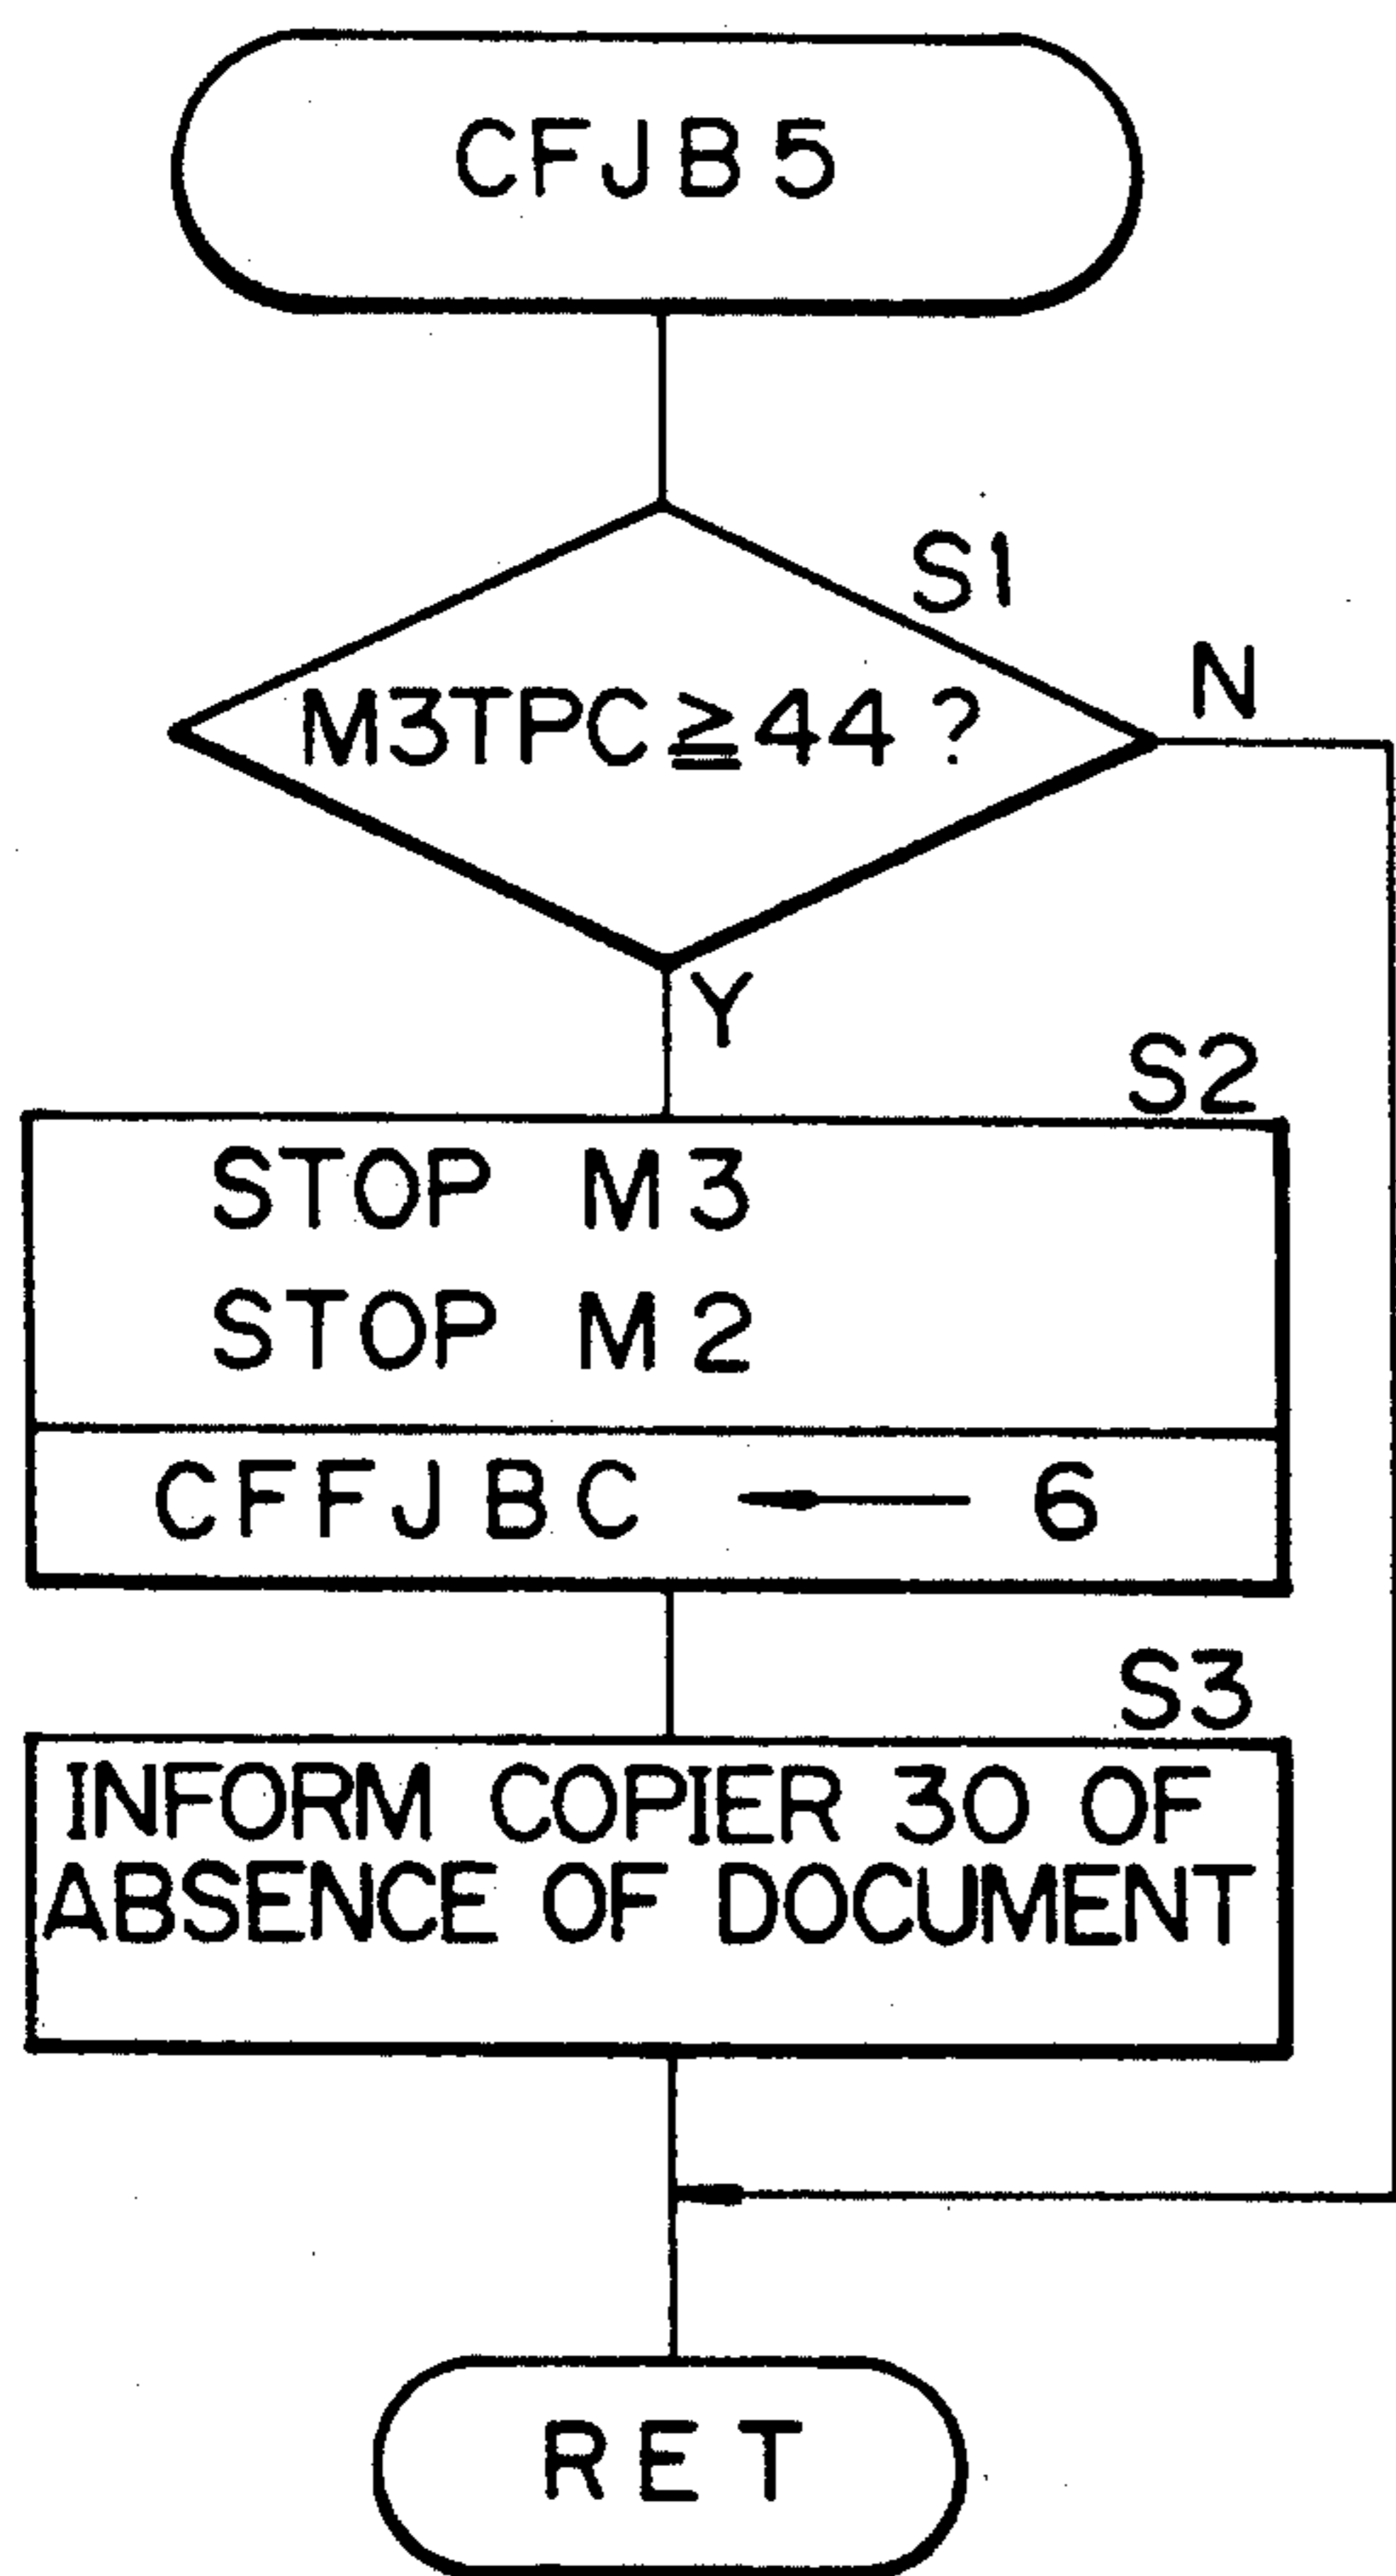 CFJB5
S1
M3TPC≧44?
N
Y
S2
STOP M3
STOP M2
CFFJBC ← 6
S3
INFORM COPIER 30 OF
ABSENCE OF DOCUMENT
RET